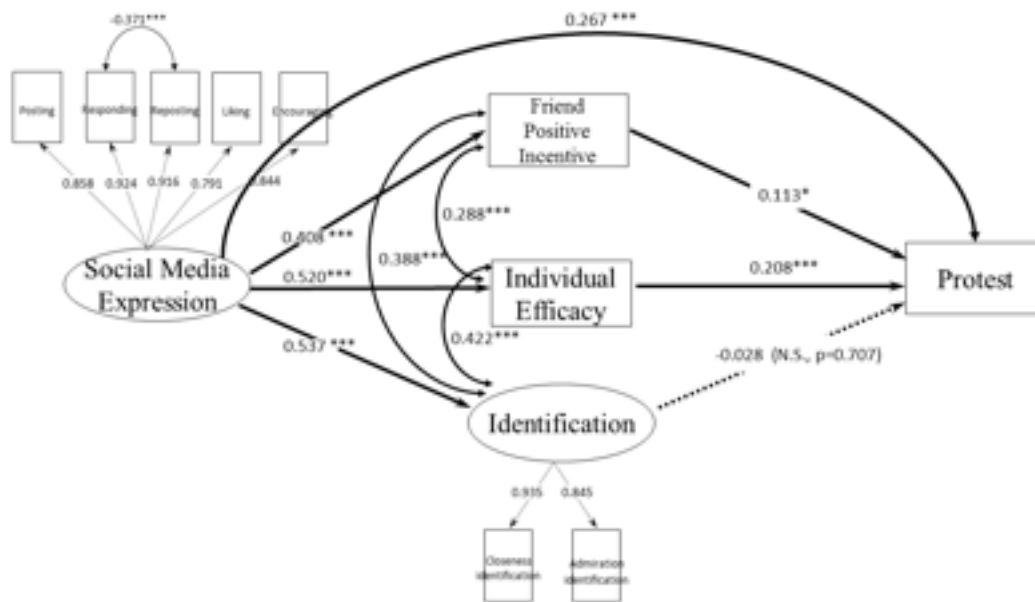 0.267 ***
-0.371***
Posting
Responding
Reposting
Liking
Encouraging
0.858
0.924
0.916
0.791
0.844
Friend
Positive
Incentive
0.113*
0.288***
0.408 ***
0.388***
Social Media
Expression
0.520***
Individual
Efficacy
0.208***
Protest
0.422***
0.537 ***
-0.028 (N.S., p=0.707)
Identification
0.935
0.845
Closeness
identification
Admiration
identification